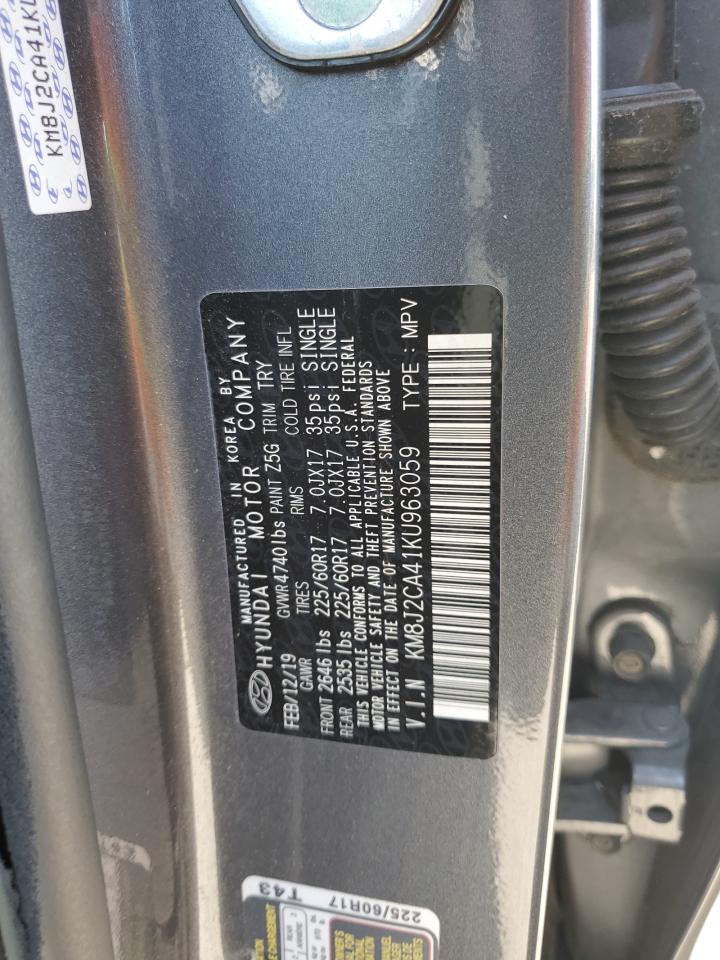 KM8J2CA41KU
MANUFACTURED IN KOREA BY
HYUNDAI MOTOR COMPANY
FEB/12/19 GVWR 4740lbs PAINT Z5G TRIM TRY
GAWR TIRES RIMS COLD TIRE INFL
FRONT 2646 lbs 225/60R17 7.0JX17 35psi SINGLE
REAR 2535 lbs 225/60R17 7.0JX17 35psi SINGLE
THIS VEHICLE CONFORMS TO ALL APPLICABLE U.S.A. FEDERAL
MOTOR VEHICLE SAFETY AND THEFT PREVENTION STANDARDS
IN EFFECT ON THE DATE OF MANUFACTURE SHOWN ABOVE
V.I.N KM8J2CA41KU963059 TYPE : MPV
225/60R17 T43